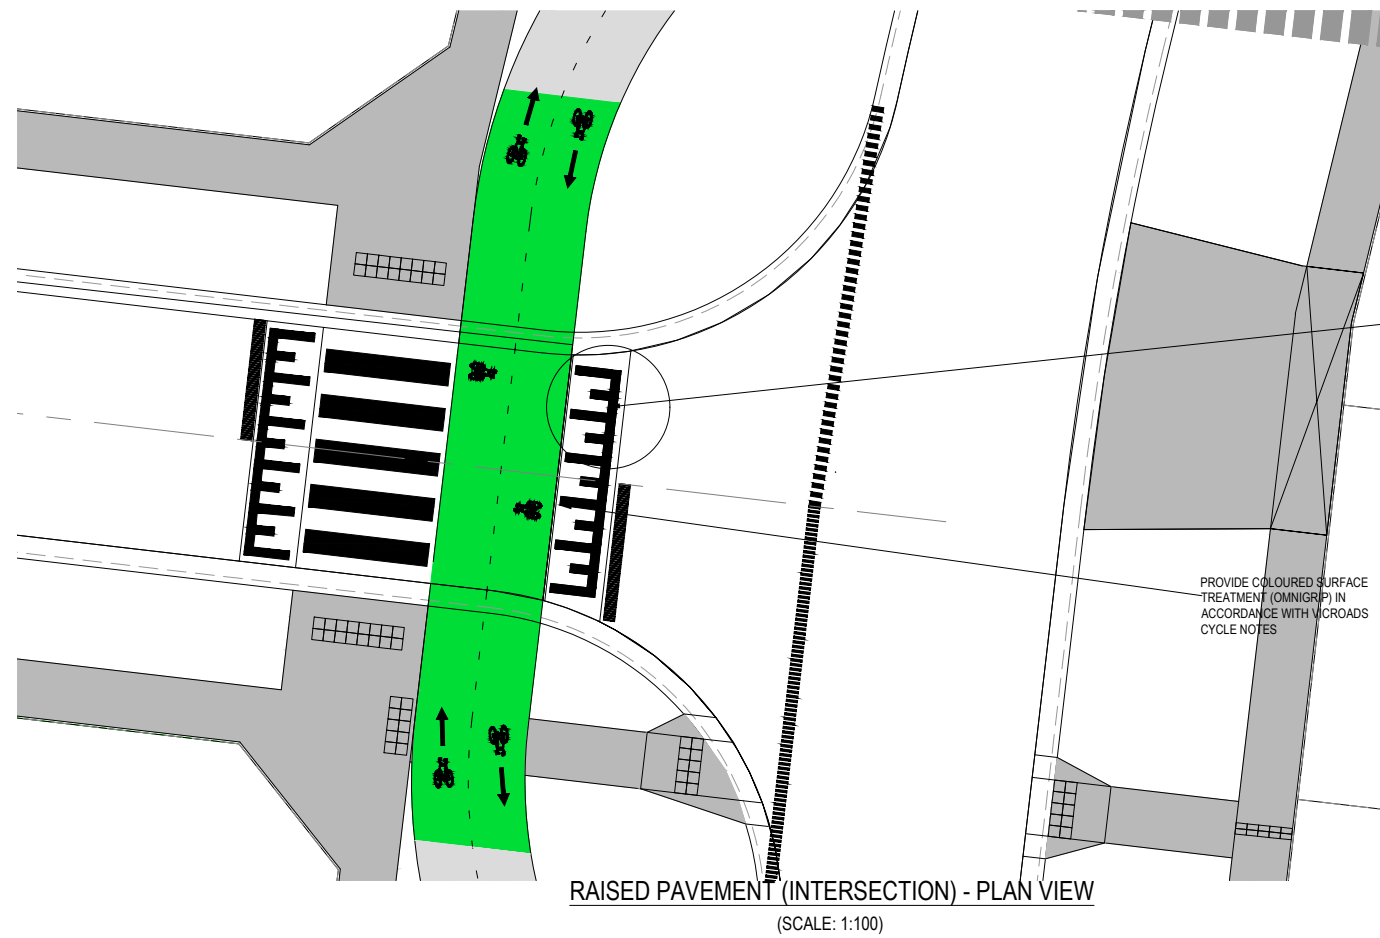 PROVIDE COLOURED SURFACE
TREATMENT (OMNIGRIP) IN
ACCORDANCE WITH VICROADS
CYCLE NOTES
RAISED PAVEMENT (INTERSECTION) - PLAN VIEW
(SCALE: 1:100)